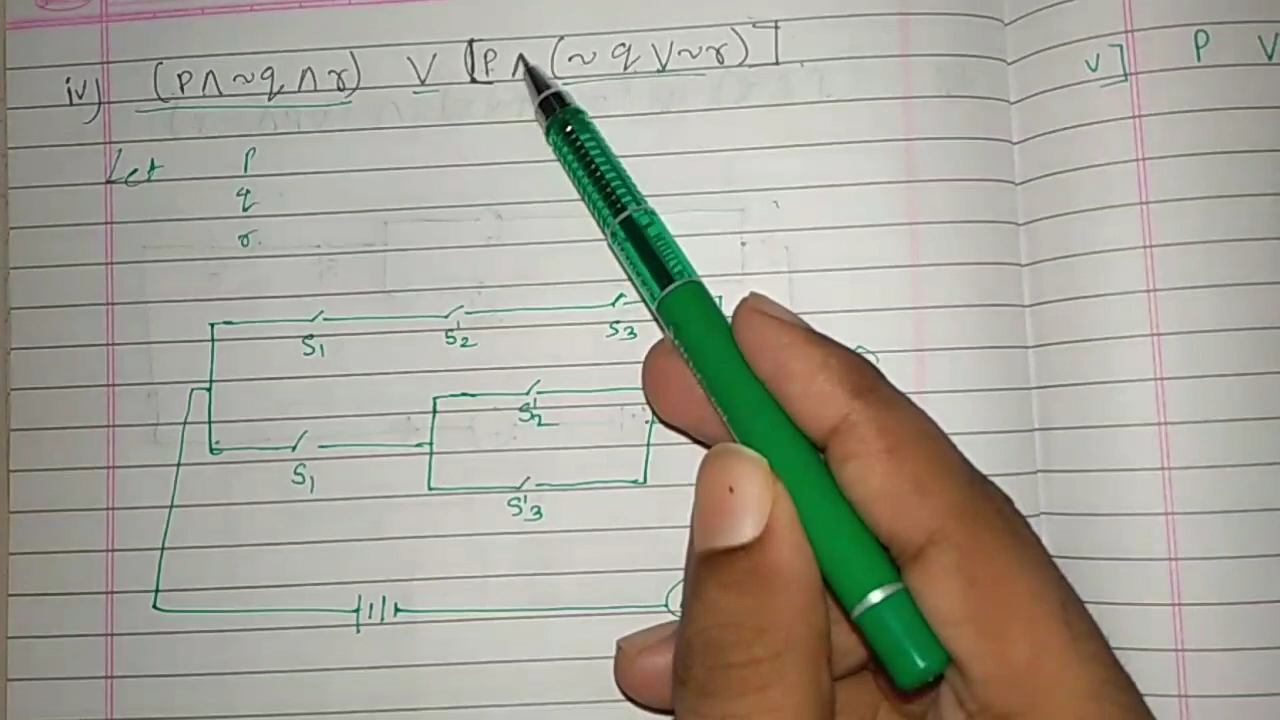 iv) (p ∧ ~q ∧ r) ∨ [p ∧ (~q ∨ ~r)]
v] p ∨
Let p
q
r.
S1 S'2 S3
S'2
S1
S'3